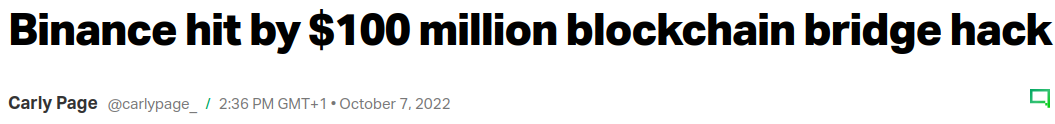 Binance hit by $100 million blockchain bridge hack
Carly Page @carlypage_ / 2:36 PM GMT+1 • October 7, 2022